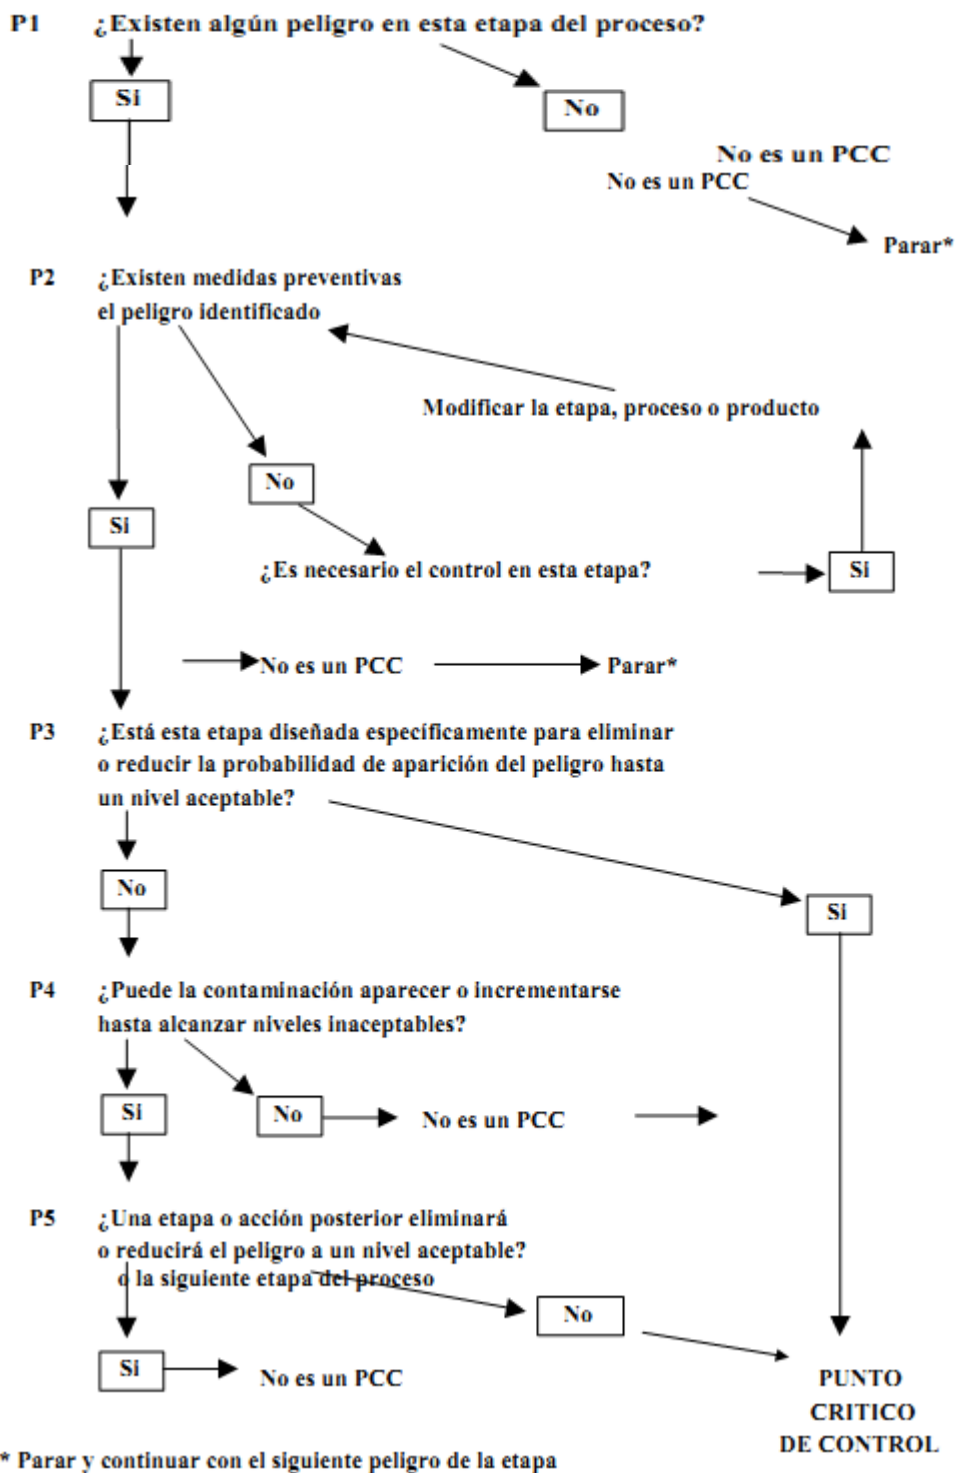 P1 ¿Existen algún peligro en esta etapa del proceso?
Si
No
No es un PCC
No es un PCC
Parar*
P2 ¿Existen medidas preventivas
el peligro identificado
Modificar la etapa, proceso o producto
No
Si
¿Es necesario el control en esta etapa?
Si
No es un PCC
Parar*
P3 ¿Está esta etapa diseñada específicamente para eliminar
o reducir la probabilidad de aparición del peligro hasta
un nivel aceptable?
No
Si
P4 ¿Puede la contaminación aparecer o incrementarse
hasta alcanzar niveles inaceptables?
Si
No
No es un PCC
P5 ¿Una etapa o acción posterior eliminará
o reducirá el peligro a un nivel aceptable?
o la siguiente etapa del proceso
No
Si
No es un PCC
PUNTO
CRITICO
DE CONTROL
* Parar y continuar con el siguiente peligro de la etapa